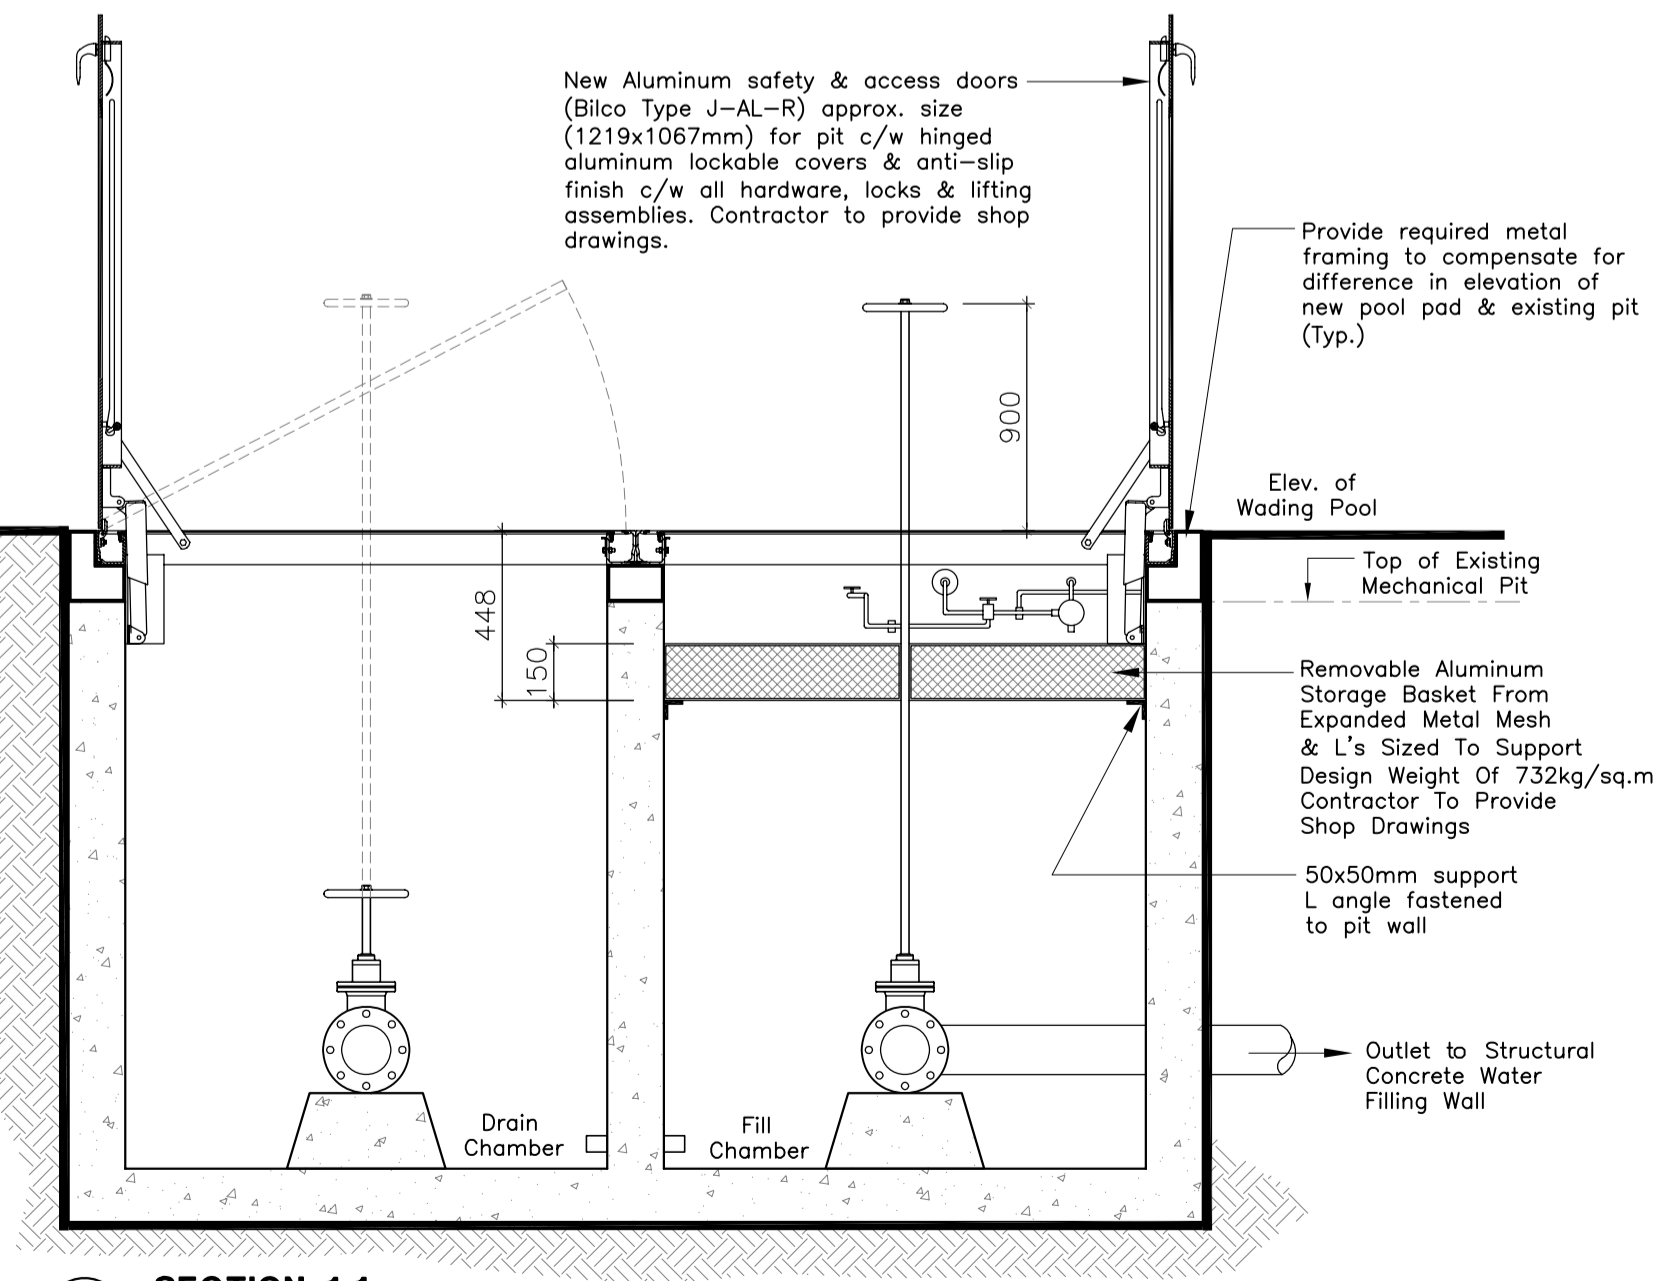 New Aluminum safety & access doors
(Bilco Type J-AL-R) approx. size
(1219x1067mm) for pit c/w hinged
aluminum lockable covers & anti-slip
finish c/w all hardware, locks & lifting
assemblies. Contractor to provide shop
drawings.
Provide required metal
framing to compensate for
difference in elevation of
new pool pad & existing pit
(Typ.)
900
Elev. of
Wading Pool
Top of Existing
Mechanical Pit
448
150
Removable Aluminum
Storage Basket From
Expanded Metal Mesh
& L's Sized To Support
Design Weight Of 732kg/sq.m
Contractor To Provide
Shop Drawings
50x50mm support
L angle fastened
to pit wall
Outlet to Structural
Concrete Water
Filling Wall
Drain
Chamber
Fill
Chamber